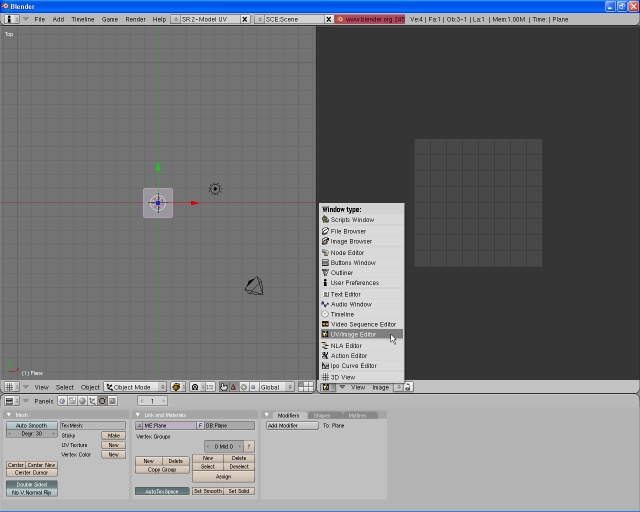 Blender
File Add Timeline Game Render Help SR:2-Model UV SCE:Scene www.blender.org 245 Ve:4 | Fa:1 | Ob:3-1 | La:1 | Mem:1.00M | Time: | Plane
Top
Window type:
Scripts Window
File Browser
Image Browser
Node Editor
Buttons Window
Outliner
User Preferences
Text Editor
Audio Window
Timeline
Video Sequence Editor
UV/Image Editor
NLA Editor
Action Editor
Ipo Curve Editor
3D View
(1) Plane
View Select Object Object Mode Global View Image
Panels 1
Mesh
Auto Smooth
Degr: 30
TexMesh:
Sticky Make
UV Texture New
Vertex Color New
Center Center New
Center Cursor
Double Sided
No V.Normal Flip
Link and Materials
ME:Plane F OB:Plane
Vertex Groups
0 Mat 0 ?
New Delete New Delete
Copy Group Select Deselect
Assign
AutoTexSpace Set Smooth Set Solid
Modifiers Shapes
Add Modifier To: Plane